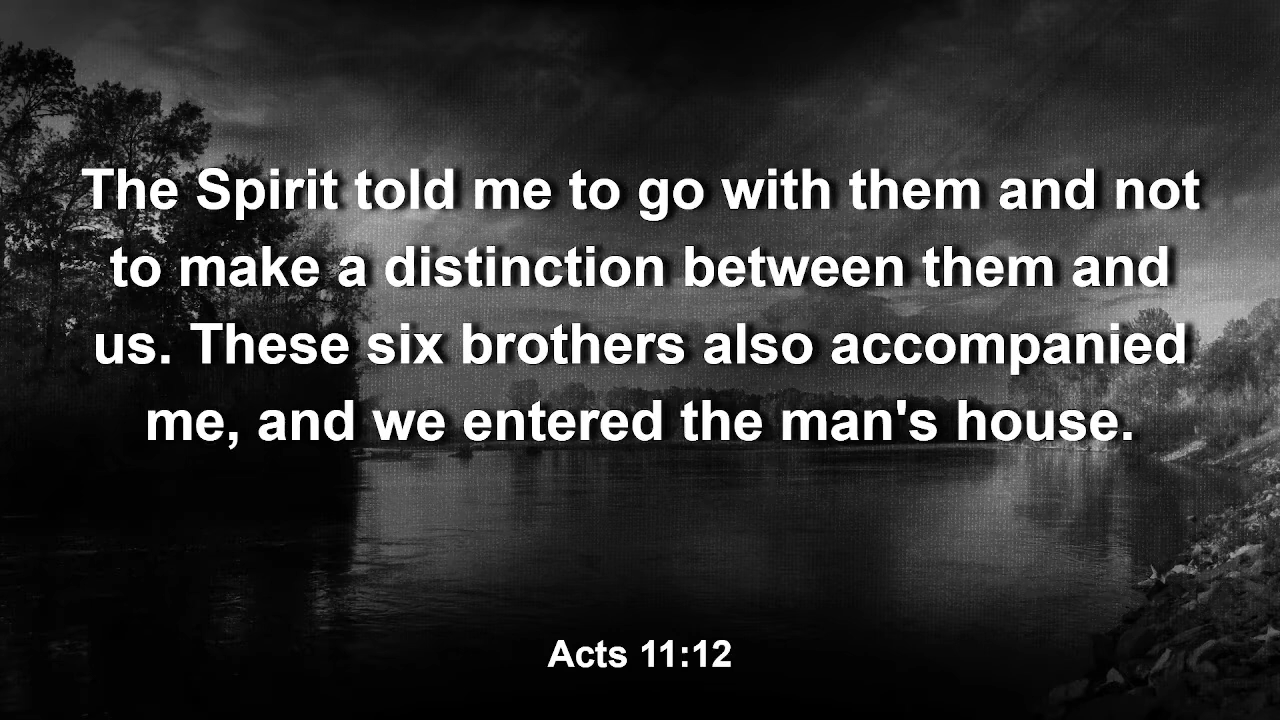 The Spirit told me to go with them and not
to make a distinction between them and
us. These six brothers also accompanied
me, and we entered the man's house.
Acts 11:12